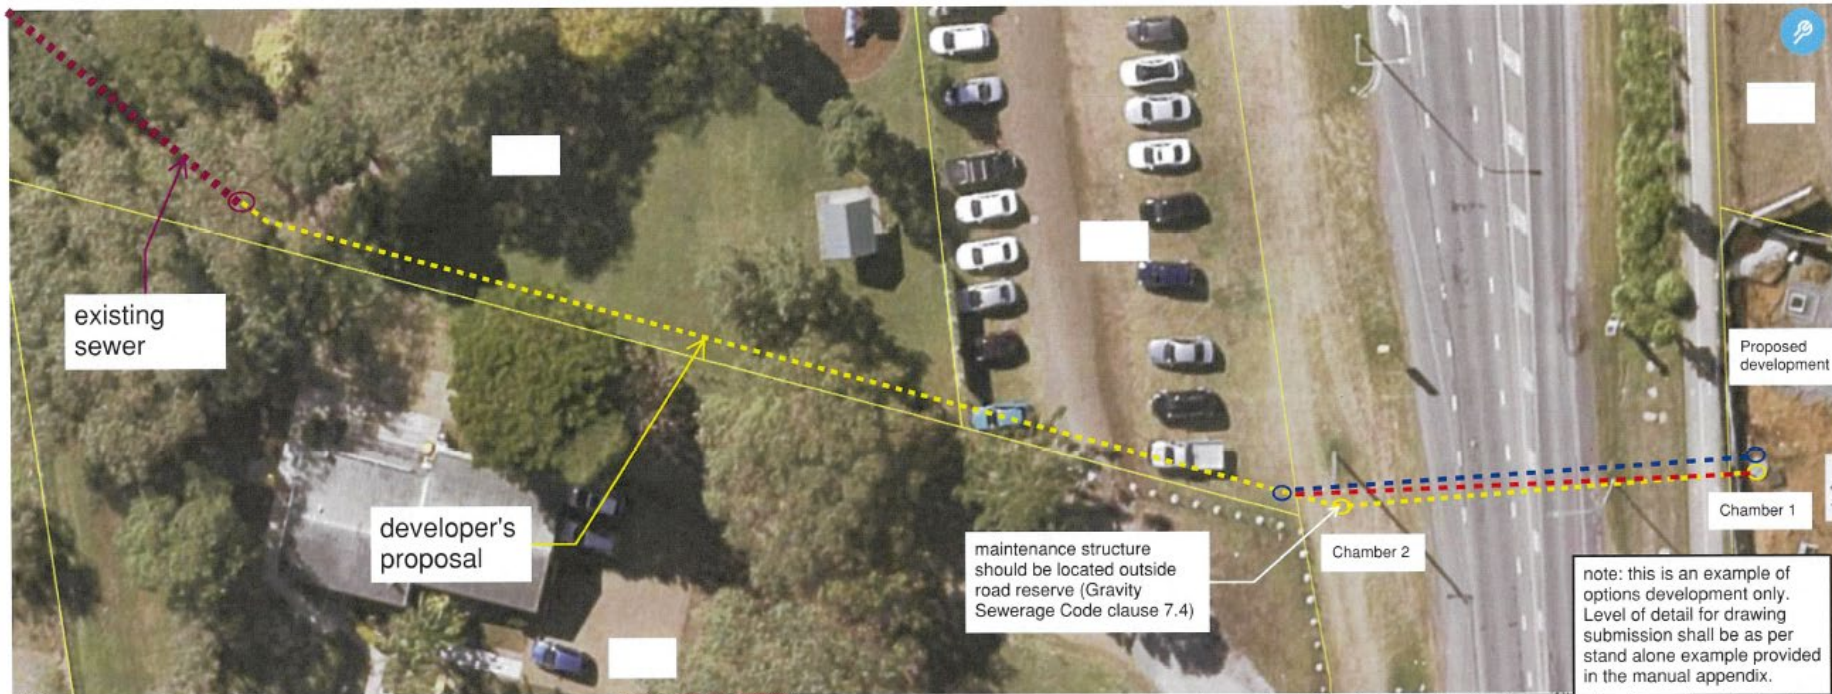 existing
sewer
developer's
proposal
maintenance structure
should be located outside
road reserve (Gravity
Sewerage Code clause 7.4)
Chamber 2
Proposed
development
Chamber 1
note: this is an example of
options development only.
Level of detail for drawing
submission shall be as per
stand alone example provided
in the manual appendix.